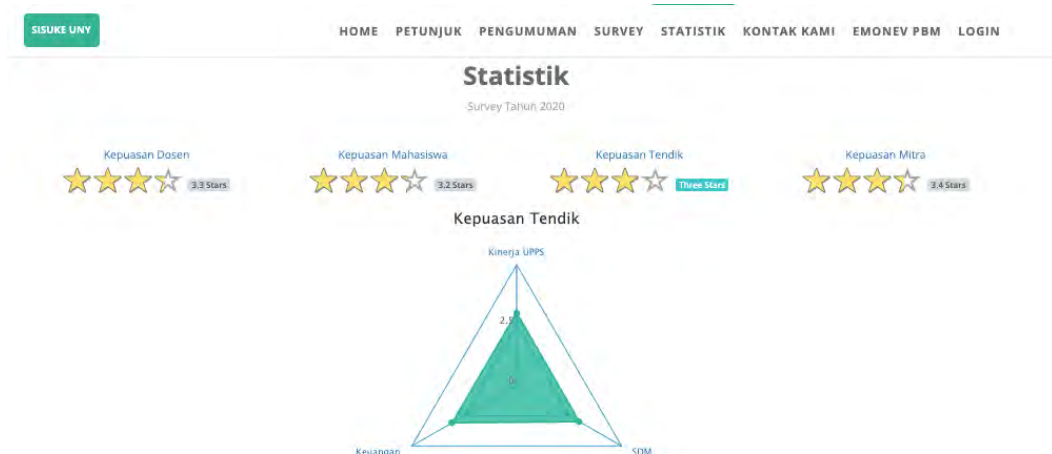 SISUKE UNY
HOME PETUNJUK PENGUMUMAN SURVEY STATISTIK KONTAK KAMI EMONEV PBM LOGIN
Statistik
Survey Tahun 2020
Kepuasan Dosen Kepuasan Mahasiswa Kepuasan Tendik Kepuasan Mitra
3.3 Stars 3.2 Stars Three Stars 3.4 Stars
Kepuasan Tendik
Kinerja UPPS
2.5
0
Keuangan SDM